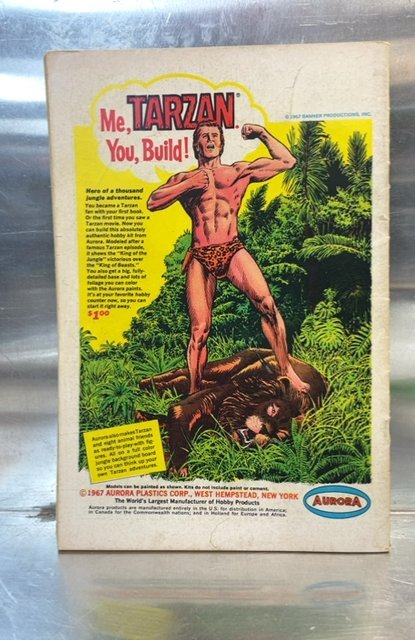 Me, TARZAN®
You, Build!
© 1967 BANNER PRODUCTIONS, INC.
Hero of a thousand
jungle adventures.
You became a Tarzan
fan with your first book.
Or the first time you saw a
Tarzan movie. Now you
can build this absolutely
authentic hobby kit from
Aurora. Modeled after a
famous Tarzan episode,
it shows the "King of the
Jungle" victorious over
the "King of Beasts."
You also get a big, fully-
detailed base and lots of
foliage you can color
with the Aurora paints.
It's at your favorite hobby
counter now, so you can
start it right away.
$1.00
Aurora also makes Tarzan
and eight animal friends
as ready-to-play-with fig-
ures. All on a full color
jungle background board
so you can think up your
own Tarzan adventures.
Models can be painted as shown. Kits do not include paint or cement.
© 1967 AURORA PLASTICS CORP., WEST HEMPSTEAD, NEW YORK
The World's Largest Manufacturer of Hobby Products
Aurora products are manufactured entirely in the U.S. for distribution in America;
in Canada for the Commonwealth nations; and in Holland for Europe and Africa.
AURORA